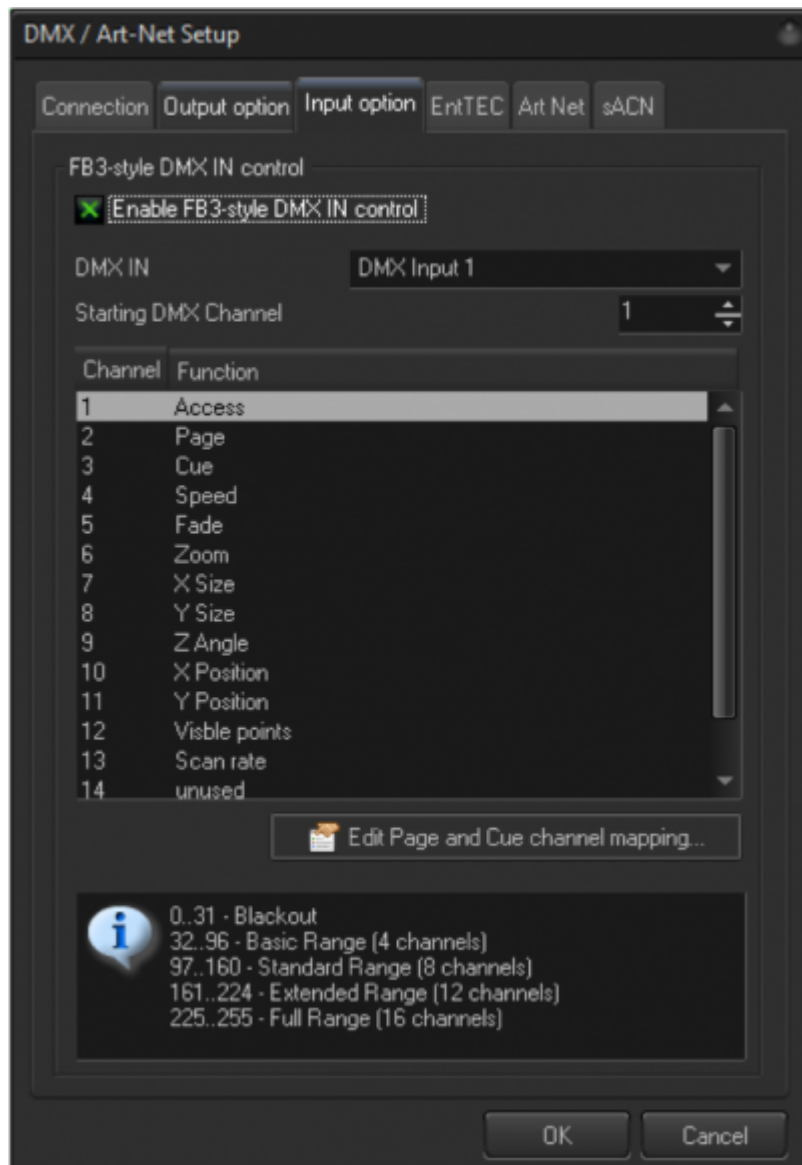 DMX / Art-Net Setup
Connection Output option Input option EntTEC Art Net sACN
FB3-style DMX IN control
Enable FB3-style DMX IN control
DMX IN DMX Input 1
Starting DMX Channel 1
Channel Function
1 Access
2 Page
3 Cue
4 Speed
5 Fade
6 Zoom
7 X Size
8 Y Size
9 Z Angle
10 X Position
11 Y Position
12 Visble points
13 Scan rate
14 unused
Edit Page and Cue channel mapping...
0..31 - Blackout
32..96 - Basic Range (4 channels)
97..160 - Standard Range (8 channels)
161..224 - Extended Range (12 channels)
225..255 - Full Range (16 channels)
OK Cancel